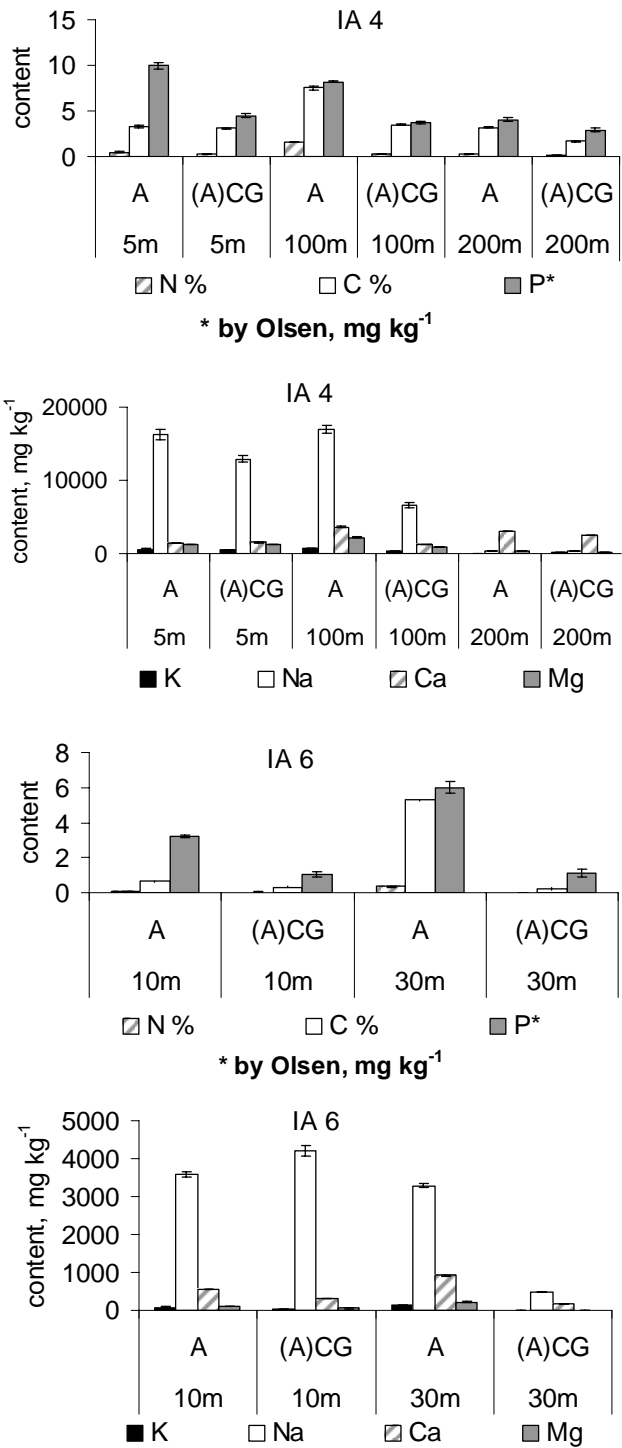 IA 4
content
15
10
5
0
A (A)CG A (A)CG A (A)CG
5m 5m 100m 100m 200m 200m
N % C % P*
* by Olsen, mg kg⁻¹
IA 4
content, mg kg⁻¹
20000
10000
0
A (A)CG A (A)CG A (A)CG
5m 5m 100m 100m 200m 200m
K Na Ca Mg
IA 6
content
8
6
4
2
0
A (A)CG A (A)CG
10m 10m 30m 30m
N % C % P*
* by Olsen, mg kg⁻¹
IA 6
content, mg kg⁻¹
5000
4000
3000
2000
1000
0
A (A)CG A (A)CG
10m 10m 30m 30m
K Na Ca Mg